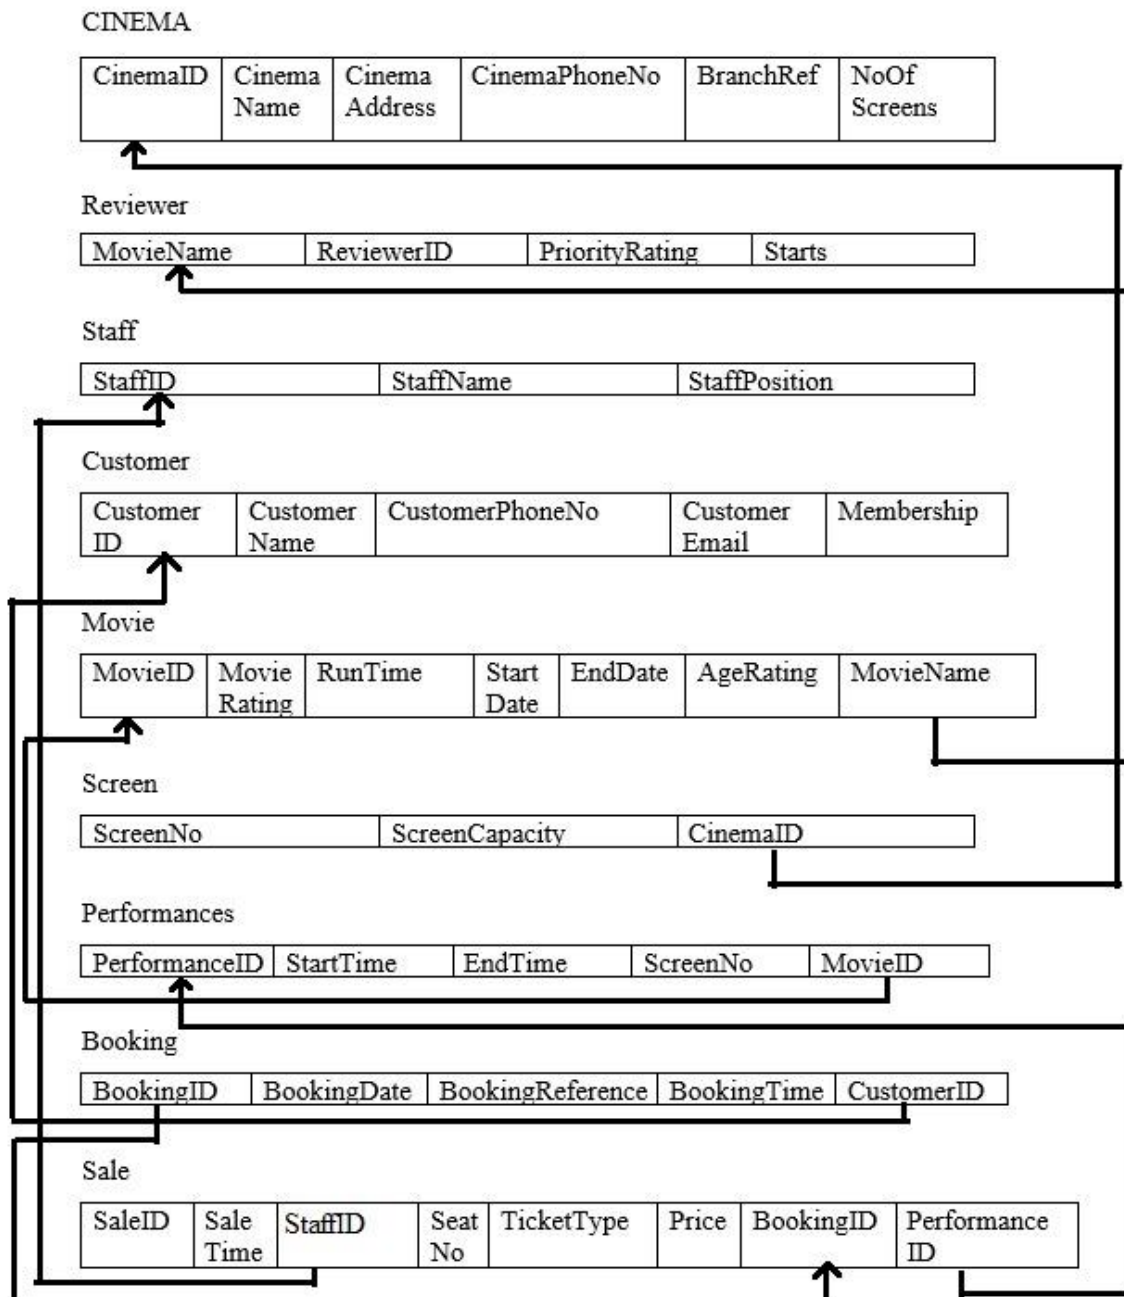 CINEMA
CinemaID Cinema Name Cinema Address CinemaPhoneNo BranchRef NoOf Screens
Reviewer
MovieName ReviewerID PriorityRating Starts
Staff
StaffID StaffName StaffPosition
Customer
Customer ID Customer Name CustomerPhoneNo Customer Email Membership
Movie
MovieID Movie Rating RunTime Start Date EndDate AgeRating MovieName
Screen
ScreenNo ScreenCapacity CinemaID
Performances
PerformanceID StartTime EndTime ScreenNo MovieID
Booking
BookingID BookingDate BookingReference BookingTime CustomerID
Sale
SaleID Sale Time StaffID Seat No TicketType Price BookingID Performance ID